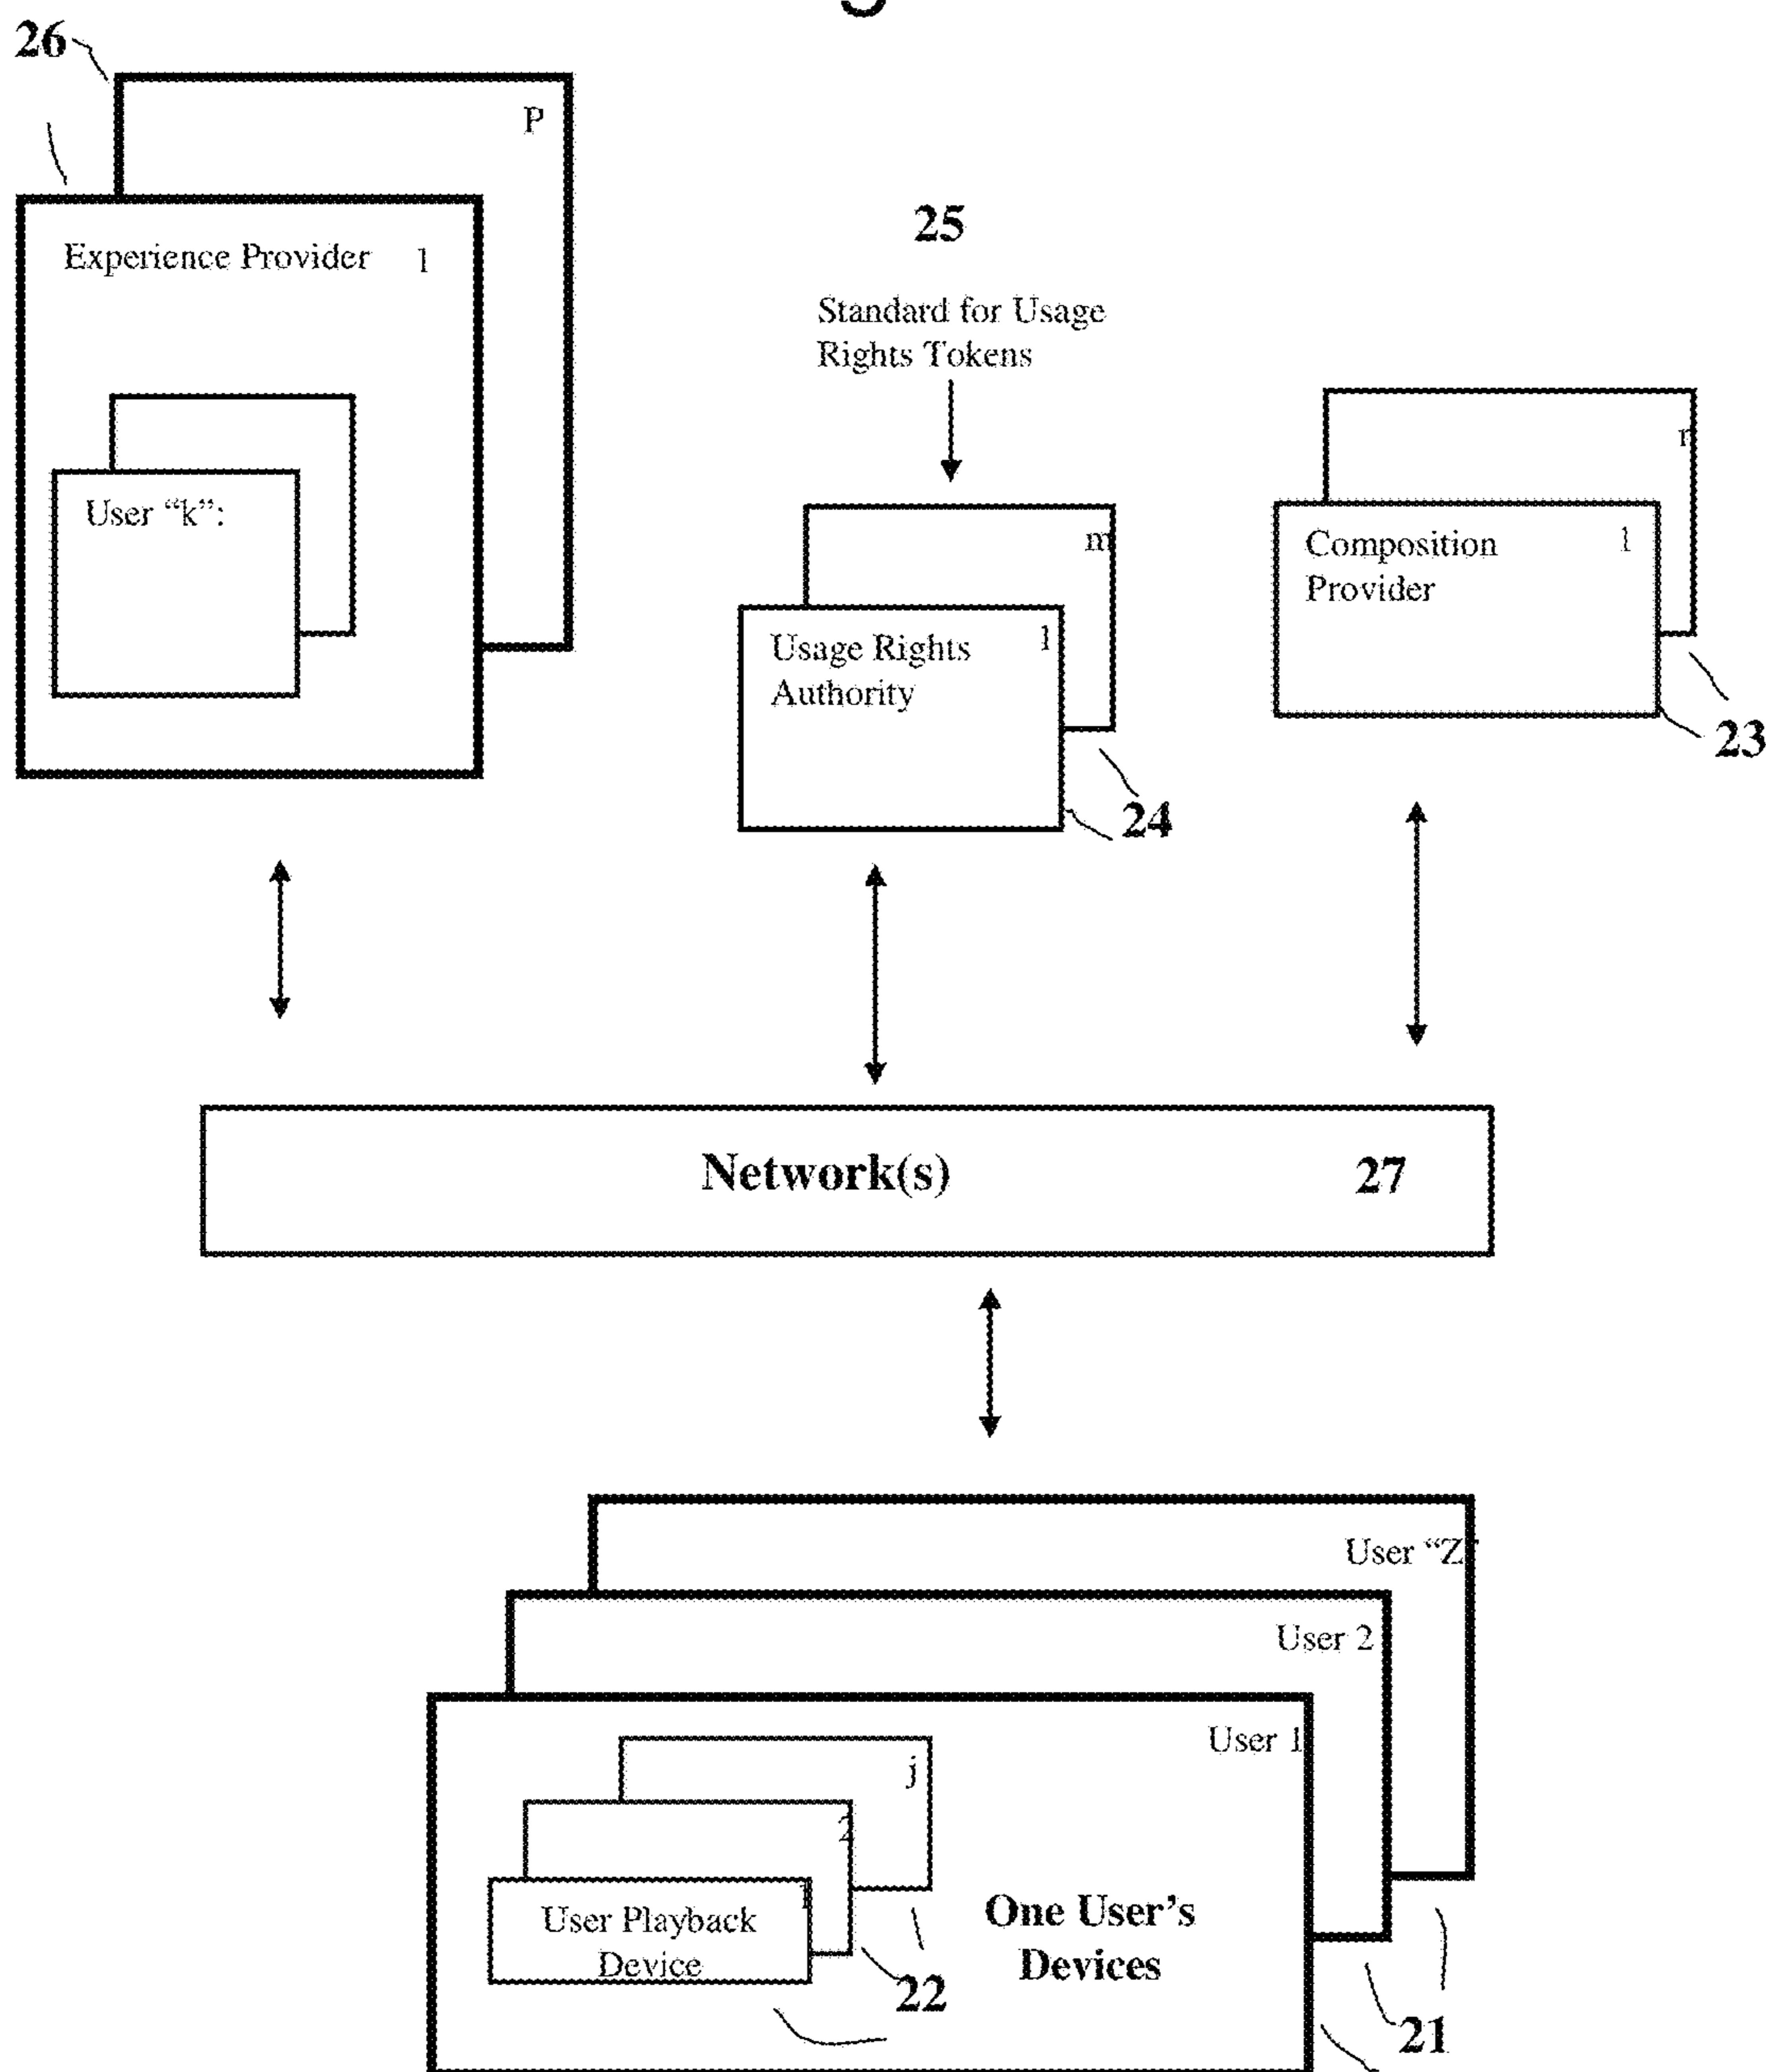 26
P
Experience Provider 1
25
Standard for Usage
Rights Tokens
User “k”:
m
Composition 1
Provider
Usage Rights 1
Authority
23
24
Network(s) 27
User “Z
User 2
User 1
j
2
1
User Playback
Device
One User’s
Devices
22
21